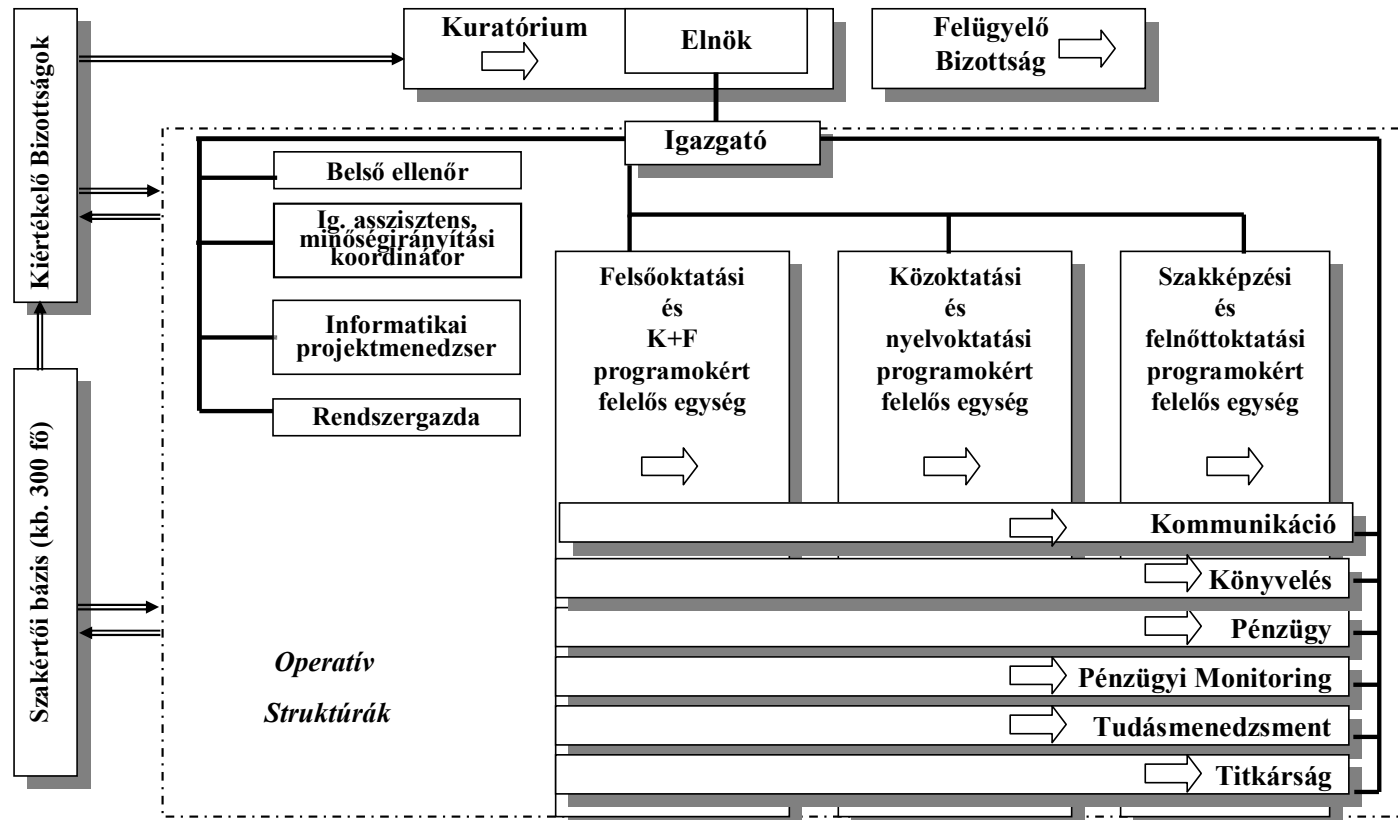 Kuratórium
Elnök
Felügyelő
Bizottság
Kiértékelő Bizottságok
Igazgató
Belső ellenőr
Ig. asszisztens,
minőségirányítási
koordinátor
Informatikai
projektmenedzser
Rendszergazda
Felsőoktatási
és
K+F
programokért
felelős egység
Közoktatási
és
nyelvoktatási
programokért
felelős egység
Szakképzési
és
felnőttoktatási
programokért
felelős egység
Szakértői bázis (kb. 300 fő)
Kommunikáció
Könyvelés
Pénzügy
Pénzügyi Monitoring
Tudásmenedzsment
Titkárság
Operatív
Struktúrák